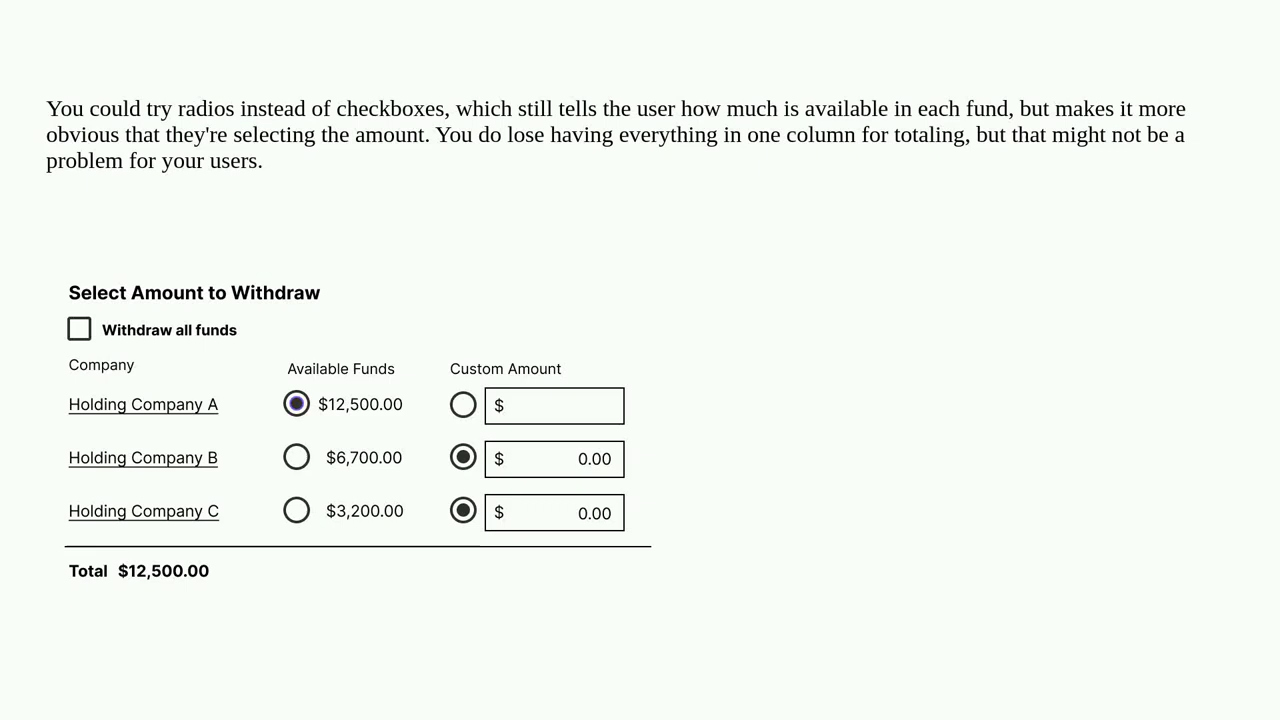 You could try radios instead of checkboxes, which still tells the user how much is available in each fund, but makes it more
obvious that they're selecting the amount. You do lose having everything in one column for totaling, but that might not be a
problem for your users.
Select Amount to Withdraw
Withdraw all funds
Company Available Funds Custom Amount
Holding Company A $12,500.00 $
Holding Company B $6,700.00 $ 0.00
Holding Company C $3,200.00 $ 0.00
Total $12,500.00